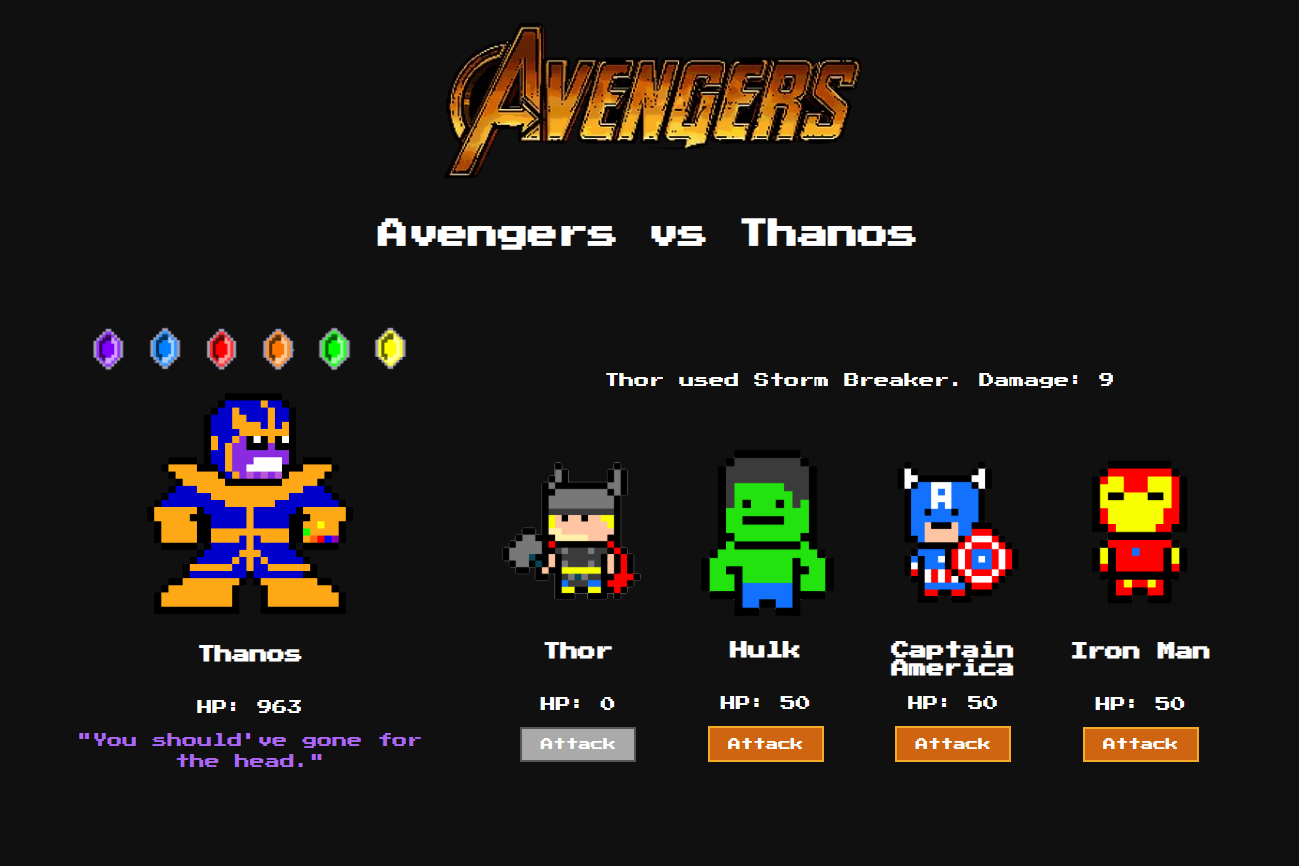 AVENGERS
Avengers vs Thanos
Thor used Storm Breaker. Damage: 9
A
Thanos
HP: 963
"You should've gone for
the head."
Thor
HP: 0
Attack
Hulk
HP: 50
Attack
Captain
America
HP: 50
Attack
Iron Man
HP: 50
Attack